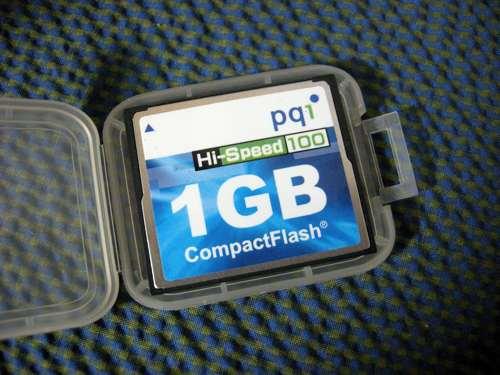 pqi
Hi-Speed 100
1GB
CompactFlash®